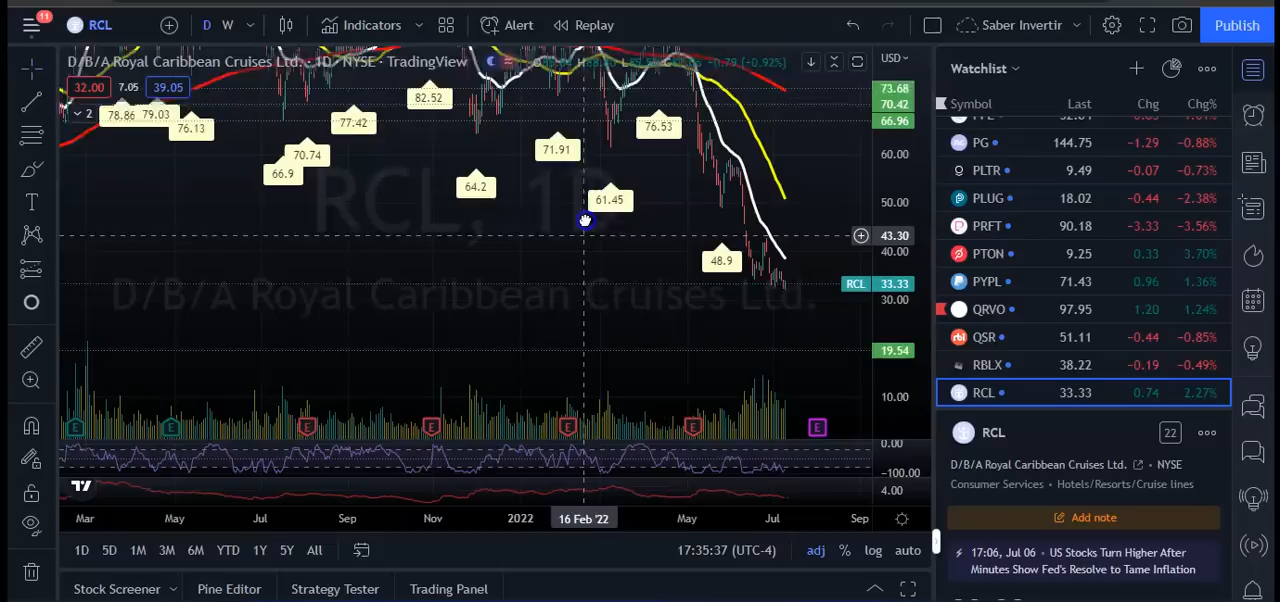 11
RCL
D W
Indicators
Alert
Replay
Saber Invertir
Publish
D/B/A Royal Caribbean Cruises Ltd. · 1D · NYSE · TradingView
−0.79 (−0.92%)
USD
32.00 7.05 39.05
2
78.86
79.03
76.13
66.9
70.74
77.42
82.52
64.2
71.91
61.45
76.53
48.9
RCL, 1D
D/B/A Royal Caribbean Cruises Ltd.
73.68
70.42
66.96
60.00
50.00
43.30
40.00
RCL 33.33
30.00
19.54
10.00
0.00
−100.00
4.00
E E E E E E E
Mar May Jul Sep Nov 2022 16 Feb '22 May Jul Sep
1D 5D 1M 3M 6M YTD 1Y 5Y All
17:35:37 (UTC-4) adj % log auto
Stock Screener Pine Editor Strategy Tester Trading Panel
Watchlist
Symbol Last Chg Chg%
PG 144.75 −1.29 −0.88%
PLTR 9.49 −0.07 −0.73%
PLUG 18.02 −0.44 −2.38%
PRFT 90.18 −3.33 −3.56%
PTON 9.25 0.33 3.70%
PYPL 71.43 0.96 1.36%
QRVO 97.95 1.20 1.24%
QSR 51.11 −0.44 −0.85%
RBLX 38.22 −0.19 −0.49%
RCL 33.33 0.74 2.27%
RCL
22
D/B/A Royal Caribbean Cruises Ltd. · NYSE
Consumer Services · Hotels/Resorts/Cruise lines
Add note
17:06, Jul 06 · US Stocks Turn Higher After
Minutes Show Fed's Resolve to Tame Inflation